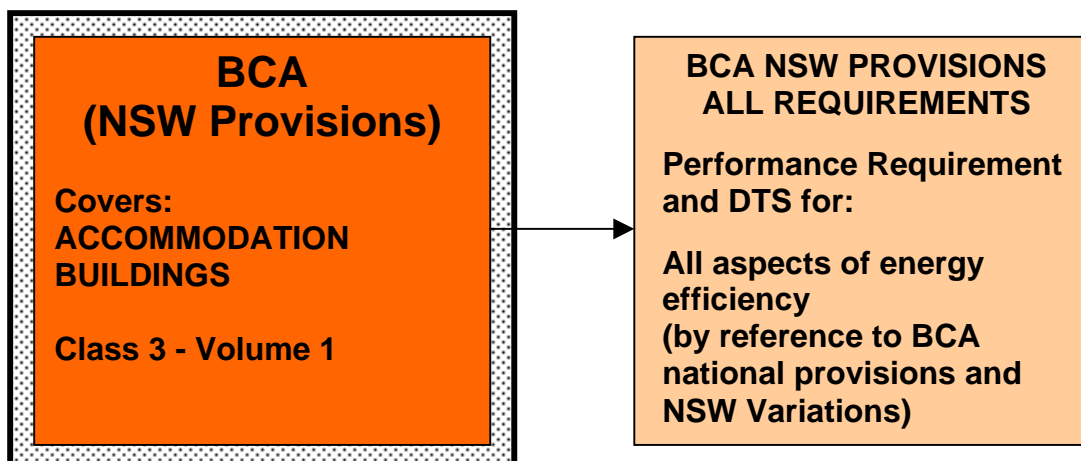 BCA
(NSW Provisions)
Covers:
ACCOMMODATION
BUILDINGS
Class 3 - Volume 1
BCA NSW PROVISIONS
ALL REQUIREMENTS
Performance Requirement
and DTS for:
All aspects of energy
efficiency
(by reference to BCA
national provisions and
NSW Variations)